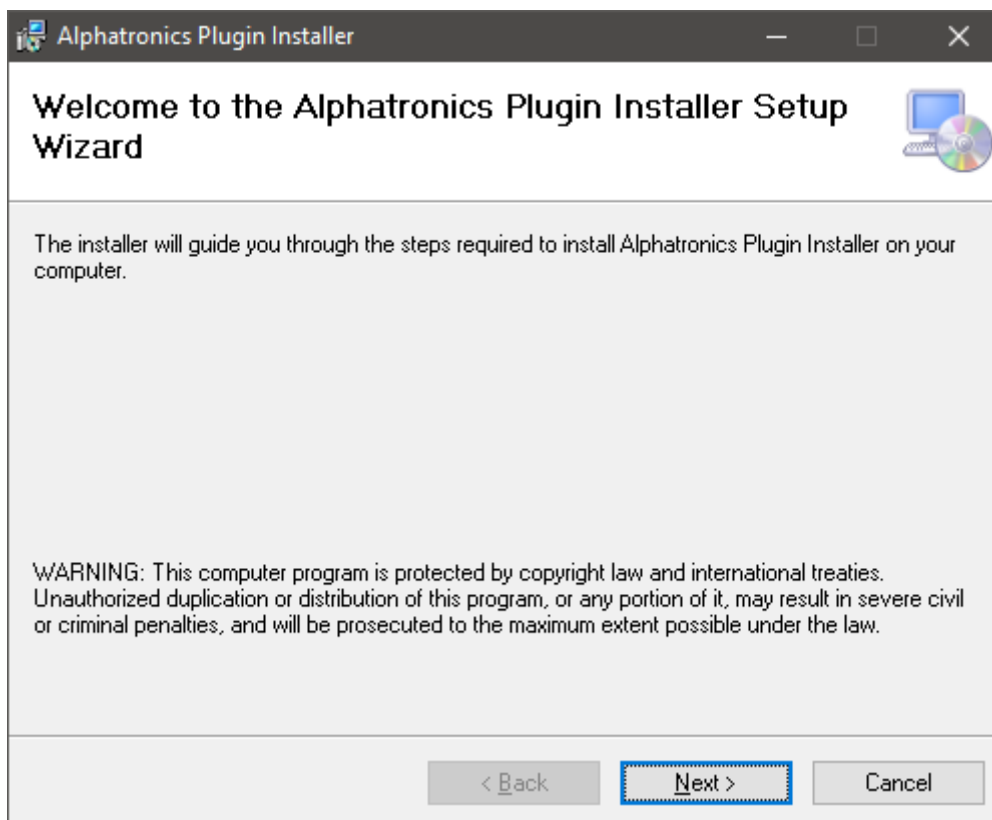 Alphatronics Plugin Installer
Welcome to the Alphatronics Plugin Installer Setup
Wizard
The installer will guide you through the steps required to install Alphatronics Plugin Installer on your
computer.
WARNING: This computer program is protected by copyright law and international treaties.
Unauthorized duplication or distribution of this program, or any portion of it, may result in severe civil
or criminal penalties, and will be prosecuted to the maximum extent possible under the law.
< Back Next > Cancel